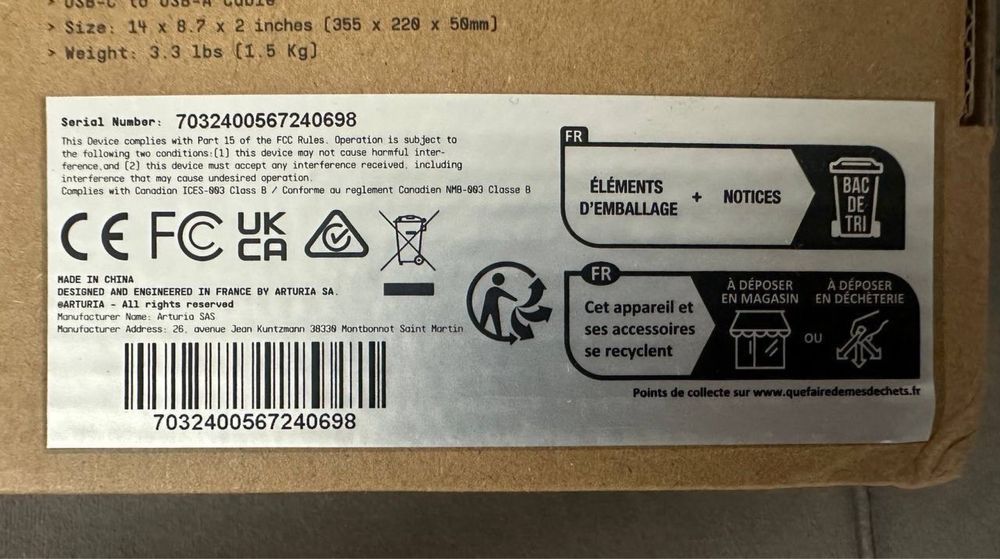 > USB-C to USB-A Cable
> Size: 14 x 8.7 x 2 inches (355 x 220 x 50mm)
> Weight: 3.3 lbs (1.5 Kg)
Serial Number: 7032400567240698
This Device complies with Part 15 of the FCC Rules. Operation is subject to
the following two conditions:(1) this device may not cause harmful inter-
ference,and (2) this device must accept any interference received, including
interference that may cause undesired operation.
Complies with Canadian ICES-003 Class B / Conforme au reglement Canadien NMB-003 Classe B
CE FC UK
CA
MADE IN CHINA
DESIGNED AND ENGINEERED IN FRANCE BY ARTURIA SA.
©ARTURIA - All rights reserved
Manufacturer Name: Arturia SAS
Manufacturer Address: 26, avenue Jean Kuntzmann 38330 Montbonnot Saint Martin
7032400567240698
FR
ÉLÉMENTS
D'EMBALLAGE + NOTICES
BAC
DE
TRI
FR
Cet appareil et
ses accessoires
se recyclent
À DÉPOSER
EN MAGASIN
OU
À DÉPOSER
EN DÉCHÈTERIE
Points de collecte sur www.quefairedemesdechets.fr